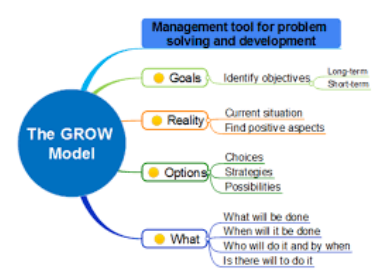 Management tool for problem
solving and development
The GROW
Model
Goals
Identify objectives
Long-term
Short-term
Reality
Current situation
Find positive aspects
Options
Choices
Strategies
Possibilities
What
What will be done
When will it be done
Who will do it and by when
Is there will to do it